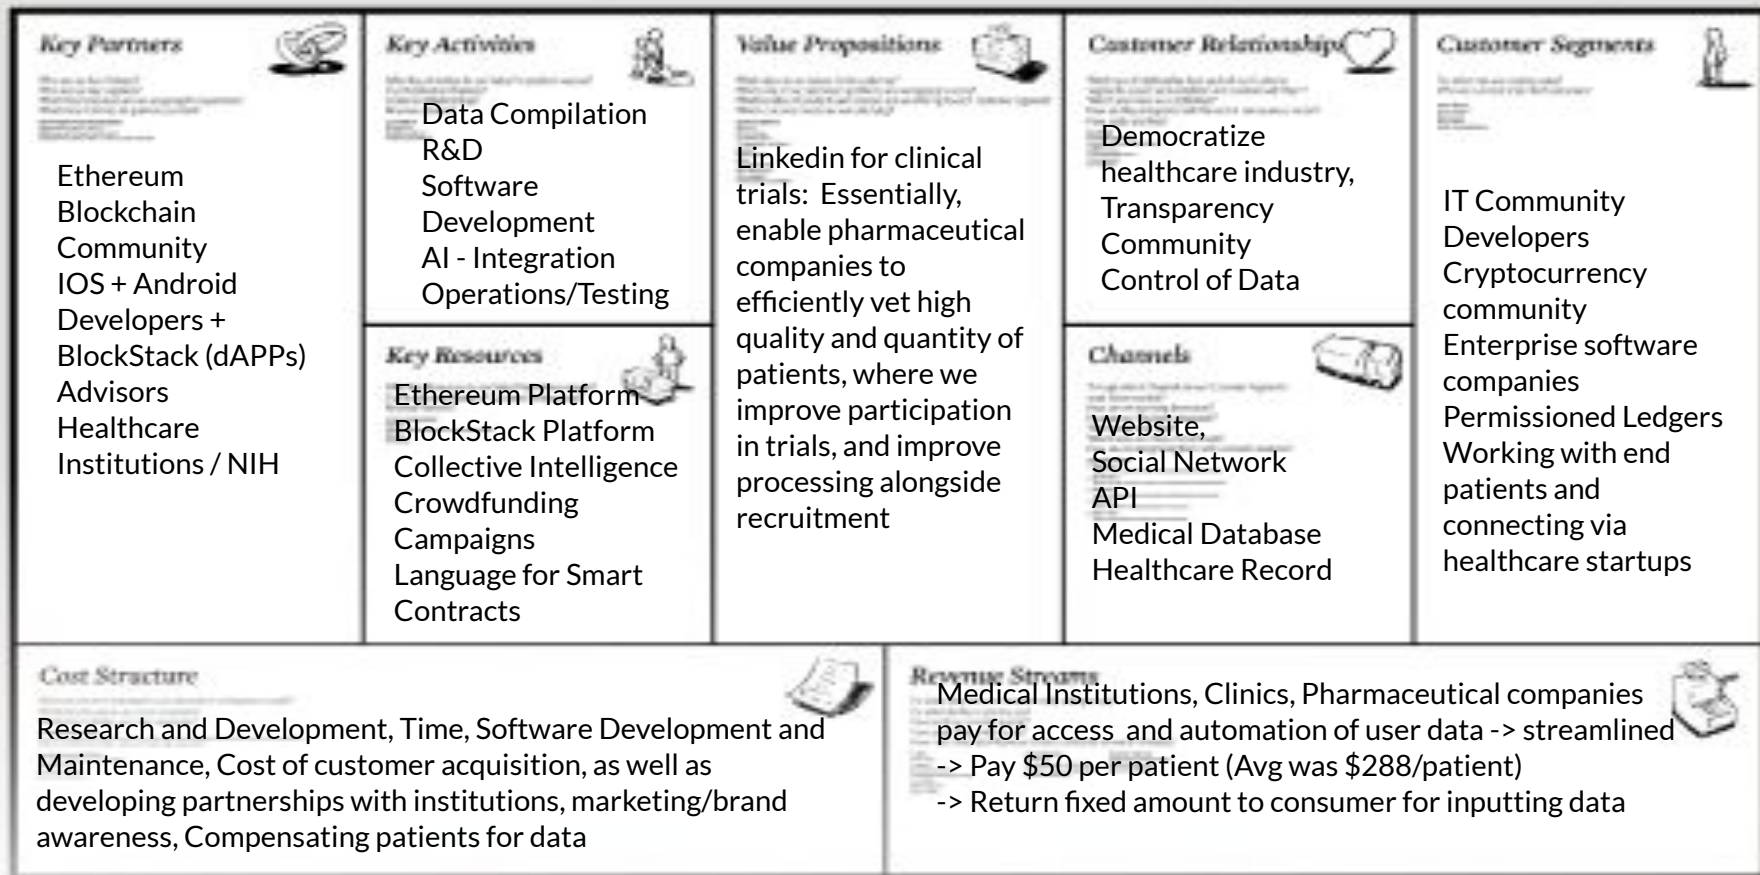 Key Partners
Ethereum
Blockchain
Community
IOS + Android
Developers +
BlockStack (dAPPs)
Advisors
Healthcare
Institutions / NIH
Key Activities
Data Compilation
R&D
Software
Development
AI - Integration
Operations/Testing
Key Resources
Ethereum Platform
BlockStack Platform
Collective Intelligence
Crowdfunding
Campaigns
Language for Smart
Contracts
Value Propositions
Linkedin for clinical
trials:  Essentially,
enable pharmaceutical
companies to
efficiently vet high
quality and quantity of
patients, where we
improve participation
in trials, and improve
processing alongside
recruitment
Customer Relationships
Democratize
healthcare industry,
Transparency
Community
Control of Data
Channels
Website,
Social Network
API
Medical Database
Healthcare Record
Customer Segments
IT Community
Developers
Cryptocurrency
community
Enterprise software
companies
Permissioned Ledgers
Working with end
patients and
connecting via
healthcare startups
Cost Structure
Research and Development, Time, Software Development and
Maintenance, Cost of customer acquisition, as well as
developing partnerships with institutions, marketing/brand
awareness, Compensating patients for data
Revenue Streams
Medical Institutions, Clinics, Pharmaceutical companies
pay for access  and automation of user data -> streamlined
-> Pay $50 per patient (Avg was $288/patient)
-> Return fixed amount to consumer for inputting data